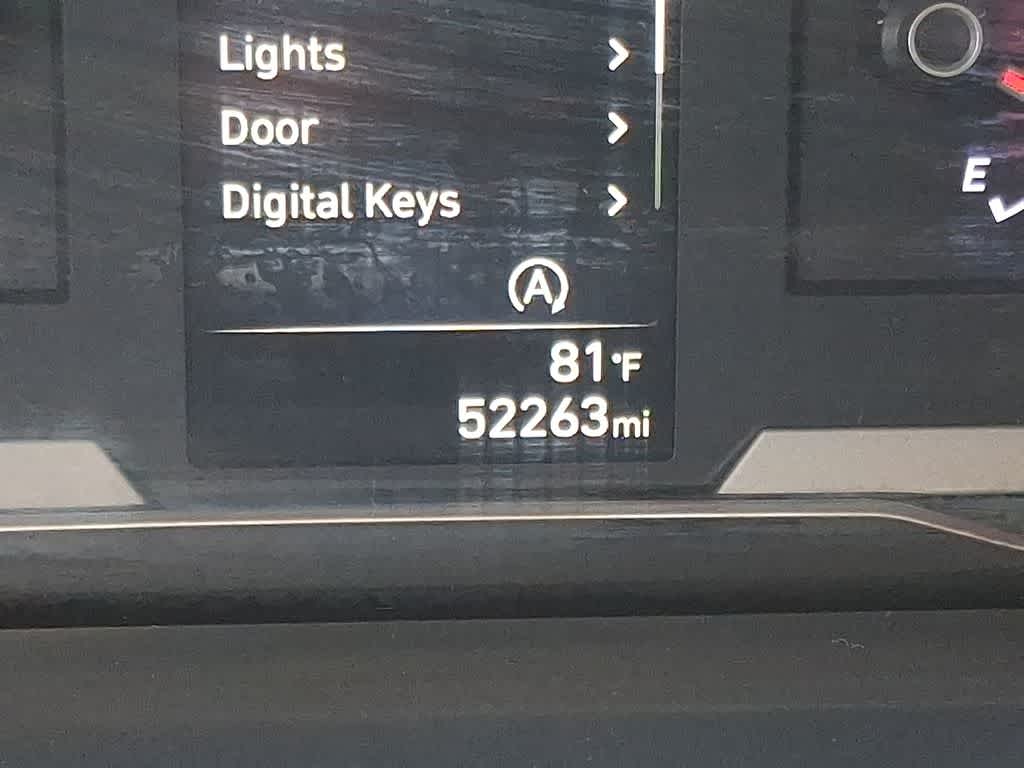 Lights
Door
Digital Keys
E
A
81°F
52263mi